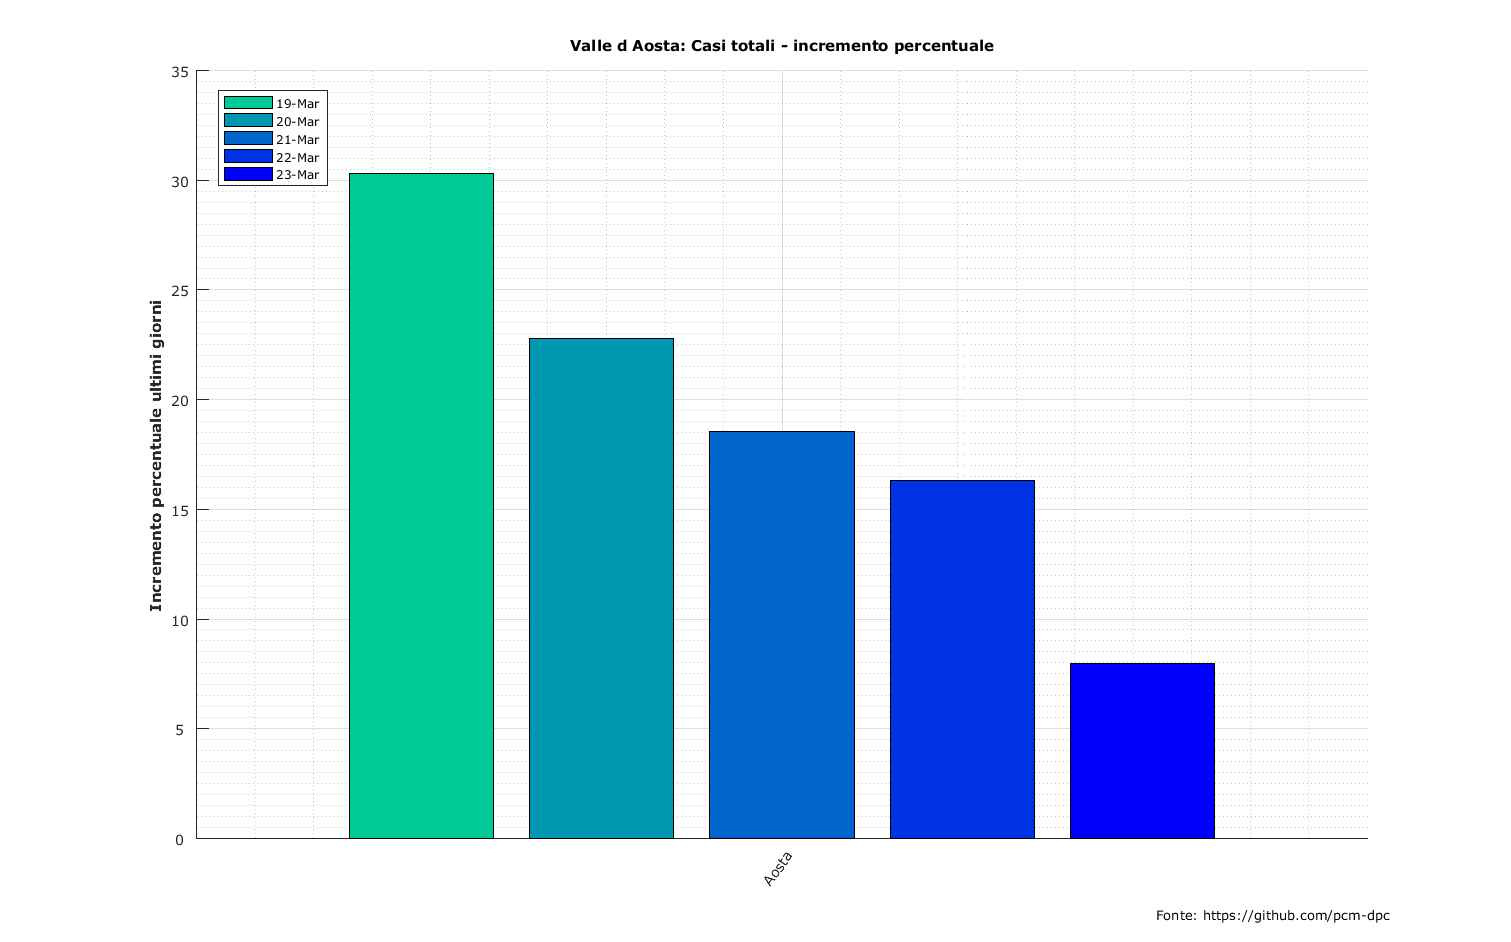 Valle d Aosta: Casi totali - incremento percentuale
35
30
25
20
15
10
5
0
Incremento percentuale ultimi giorni
19-Mar
20-Mar
21-Mar
22-Mar
23-Mar
Aosta
Fonte: https://github.com/pcm-dpc